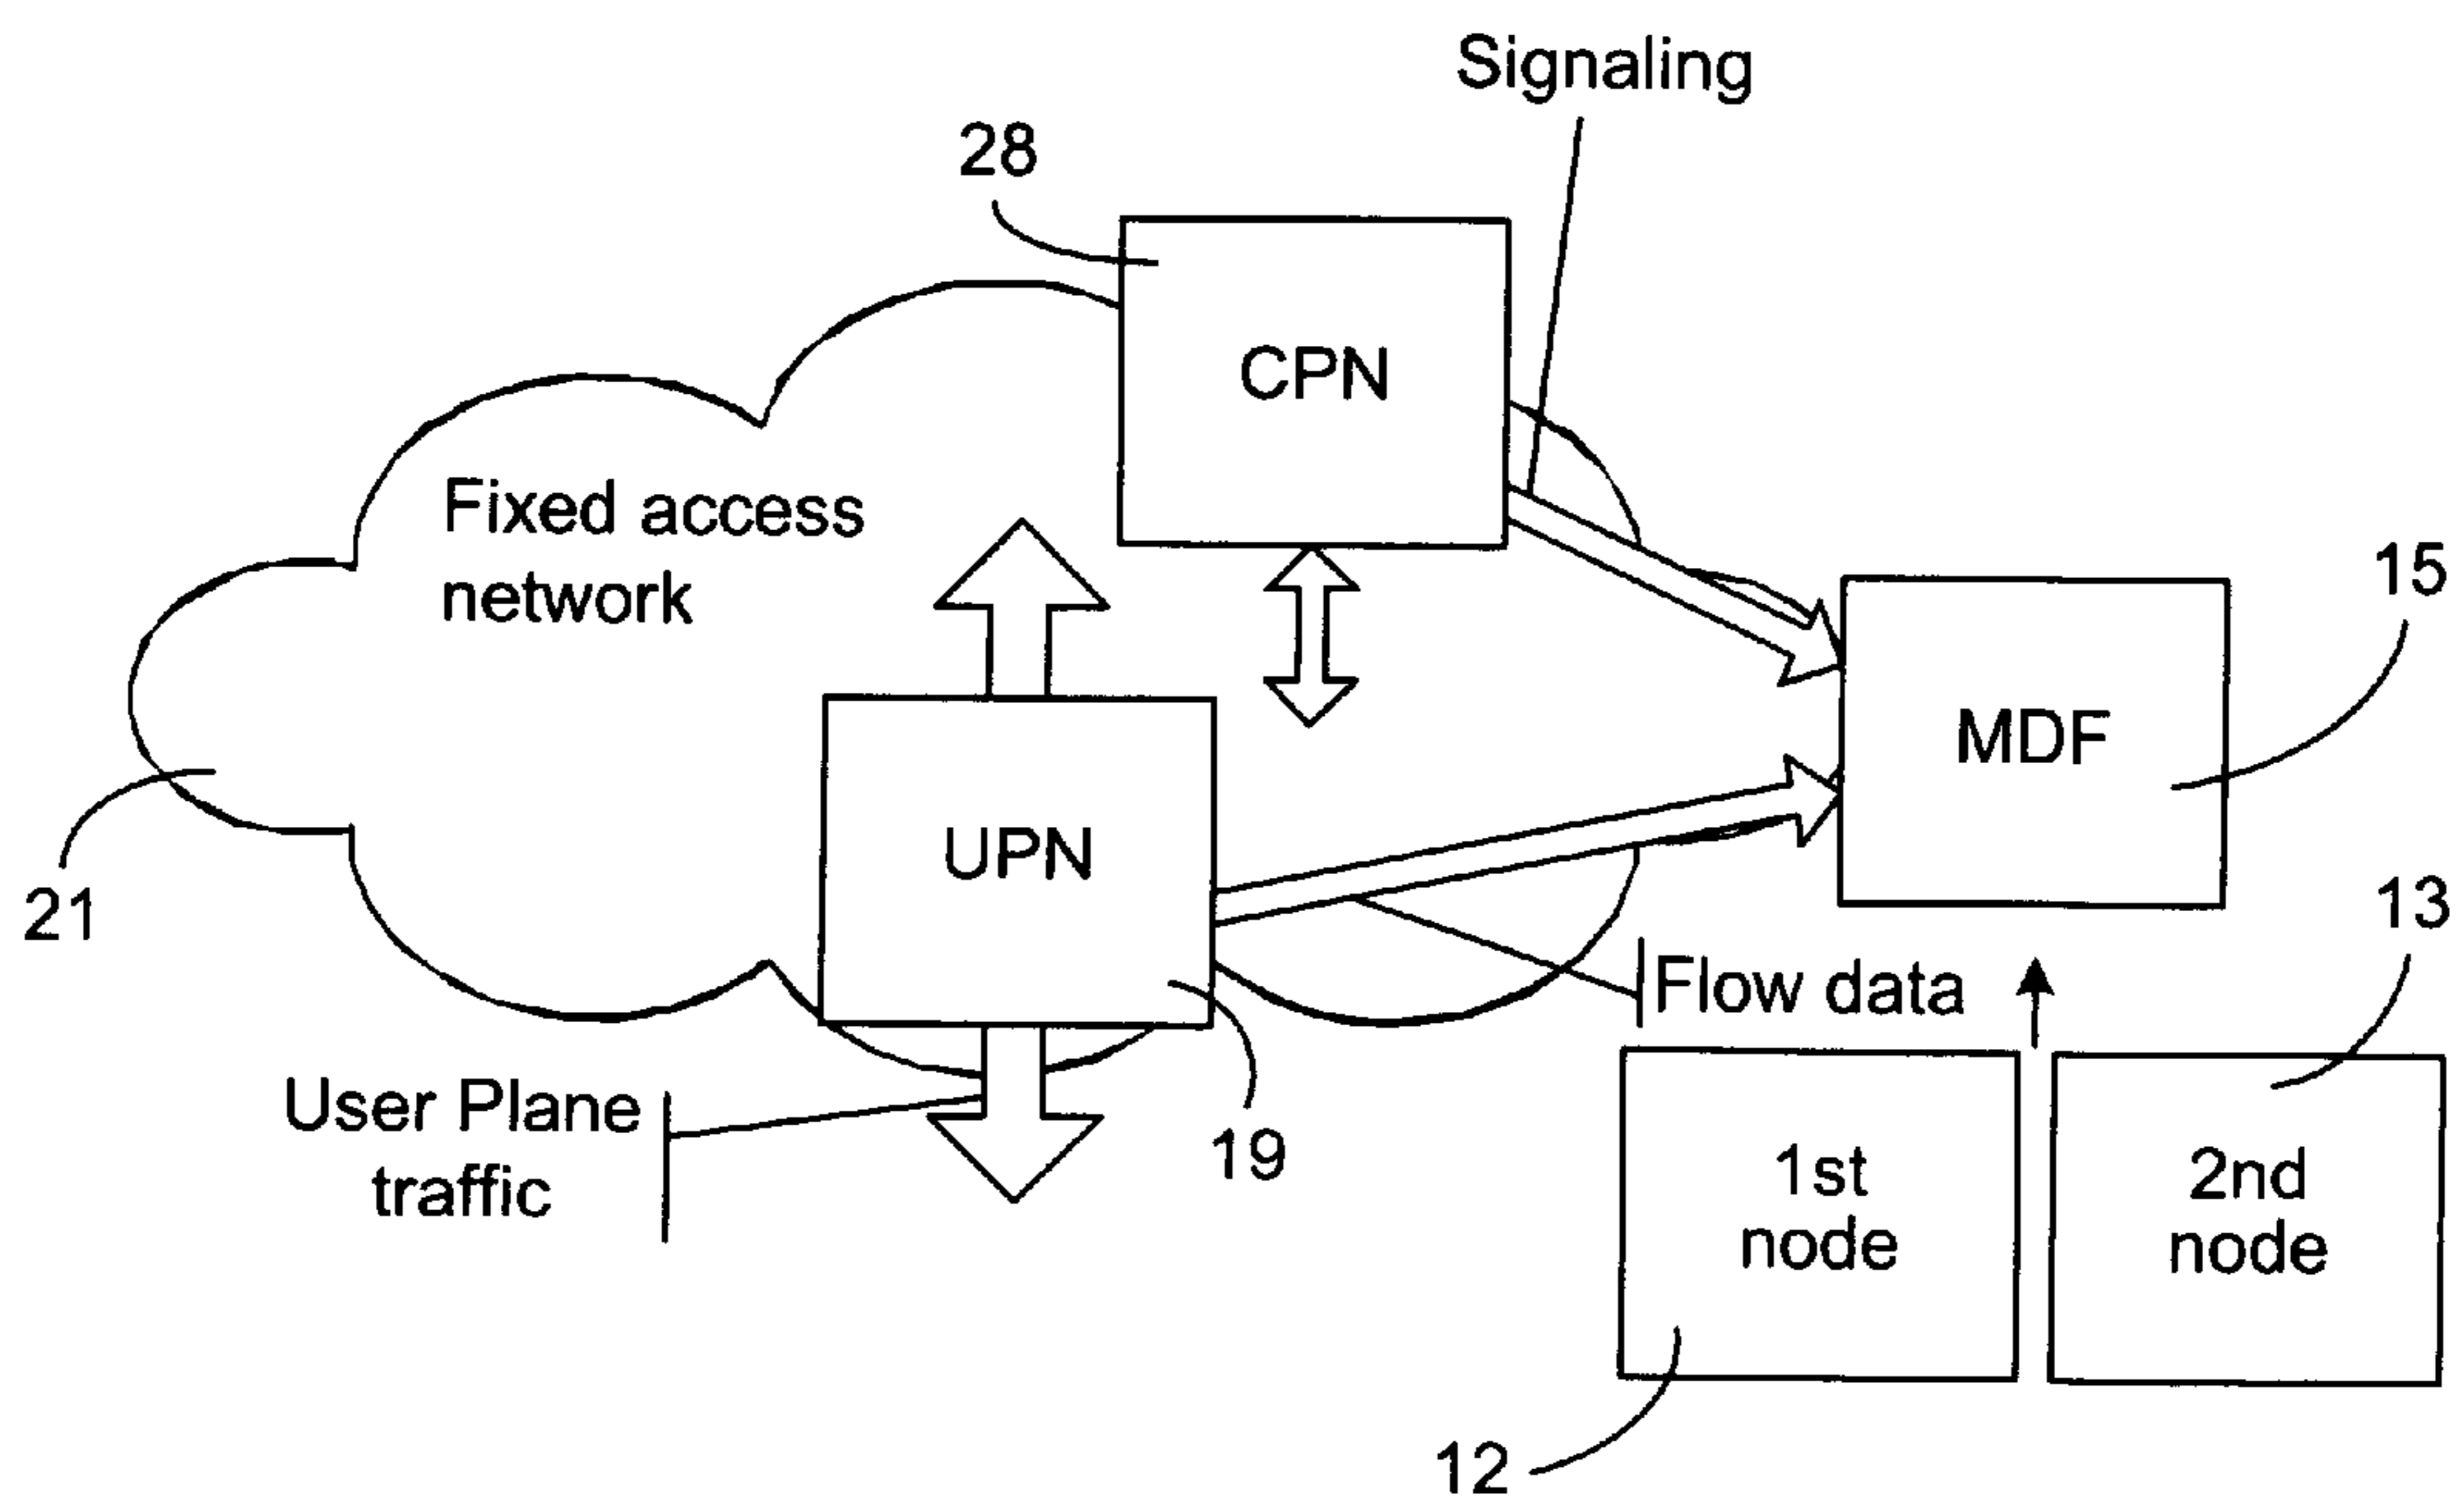 Signaling
28
CPN
Fixed access
network
15
MDF
UPN
21
13
Flow data
User Plane
traffic
19
1st
node
2nd
node
12